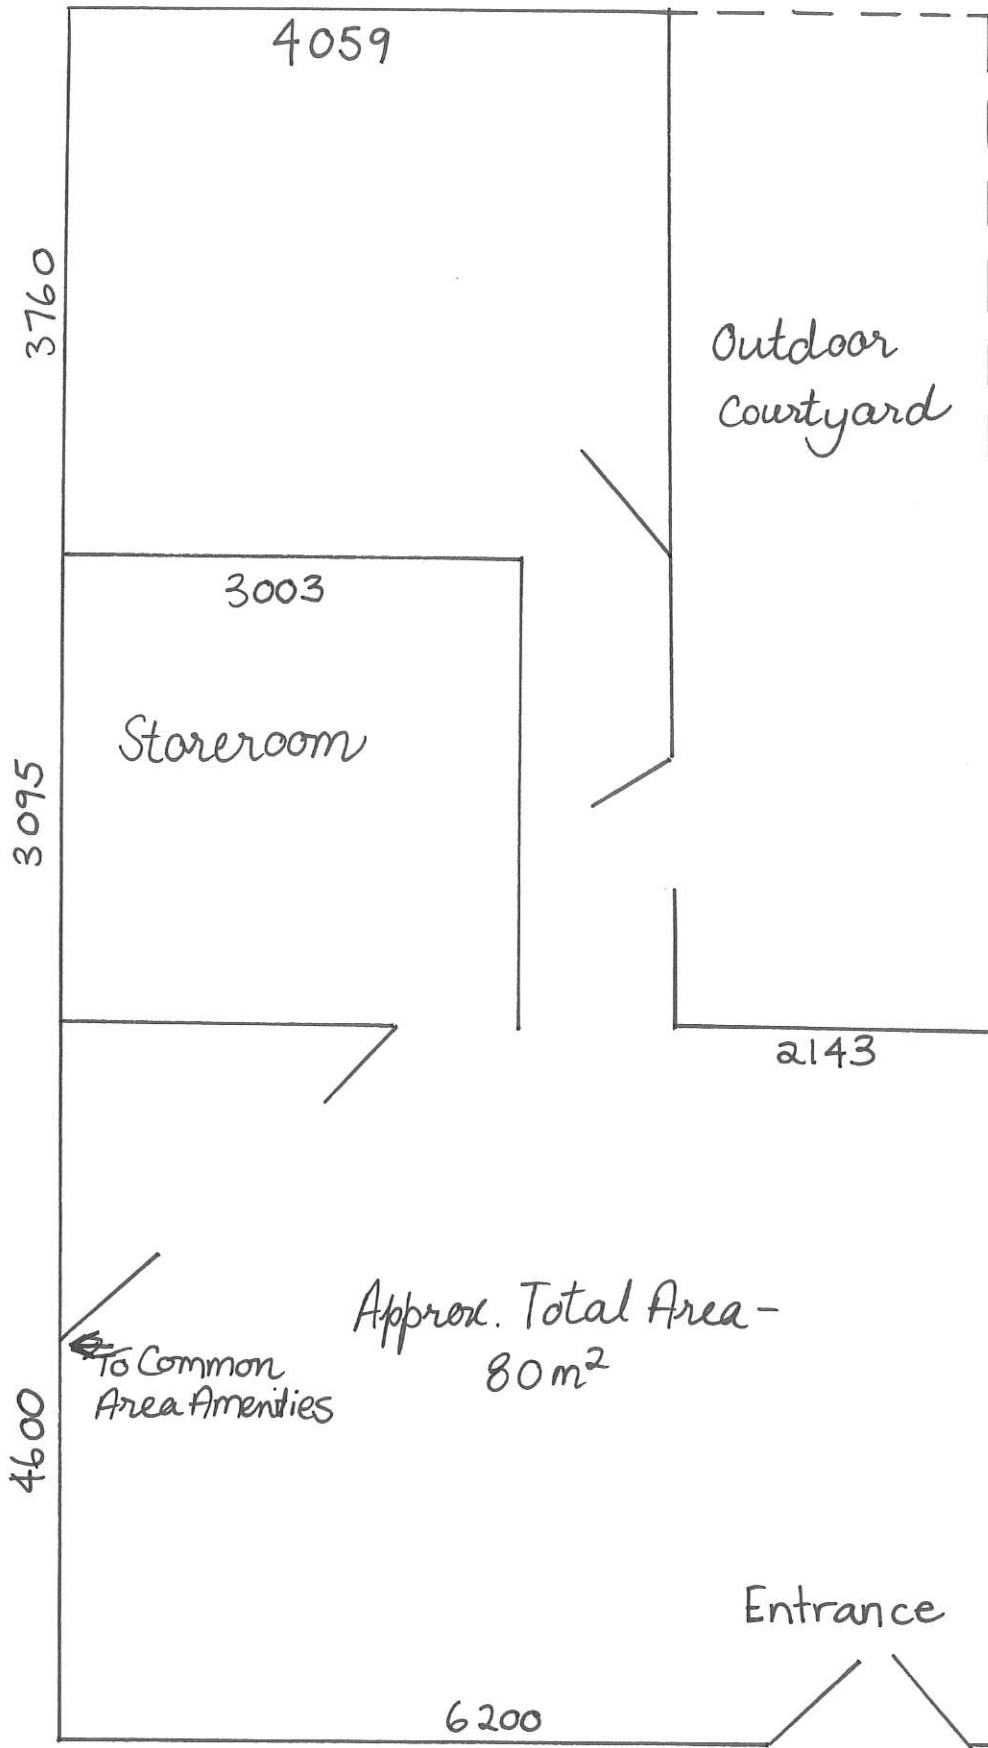 4059
3760
Outdoor
Courtyard
3003
Storeroom
3095
2143
Approx. Total Area -
80m²
To Common
Area Amenities
4600
Entrance
6200